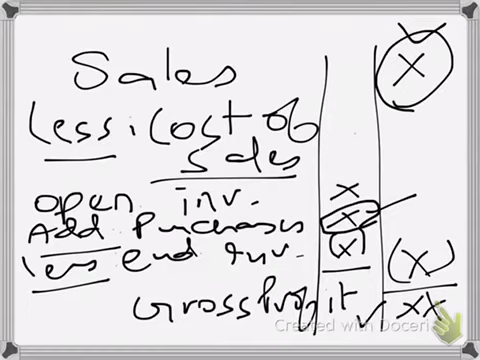 Sales X
Less: Cost of
sales
open inv. X
Add Purchases X
less end inv. (X) (X)
Gross Profit XX
Created with Doceri